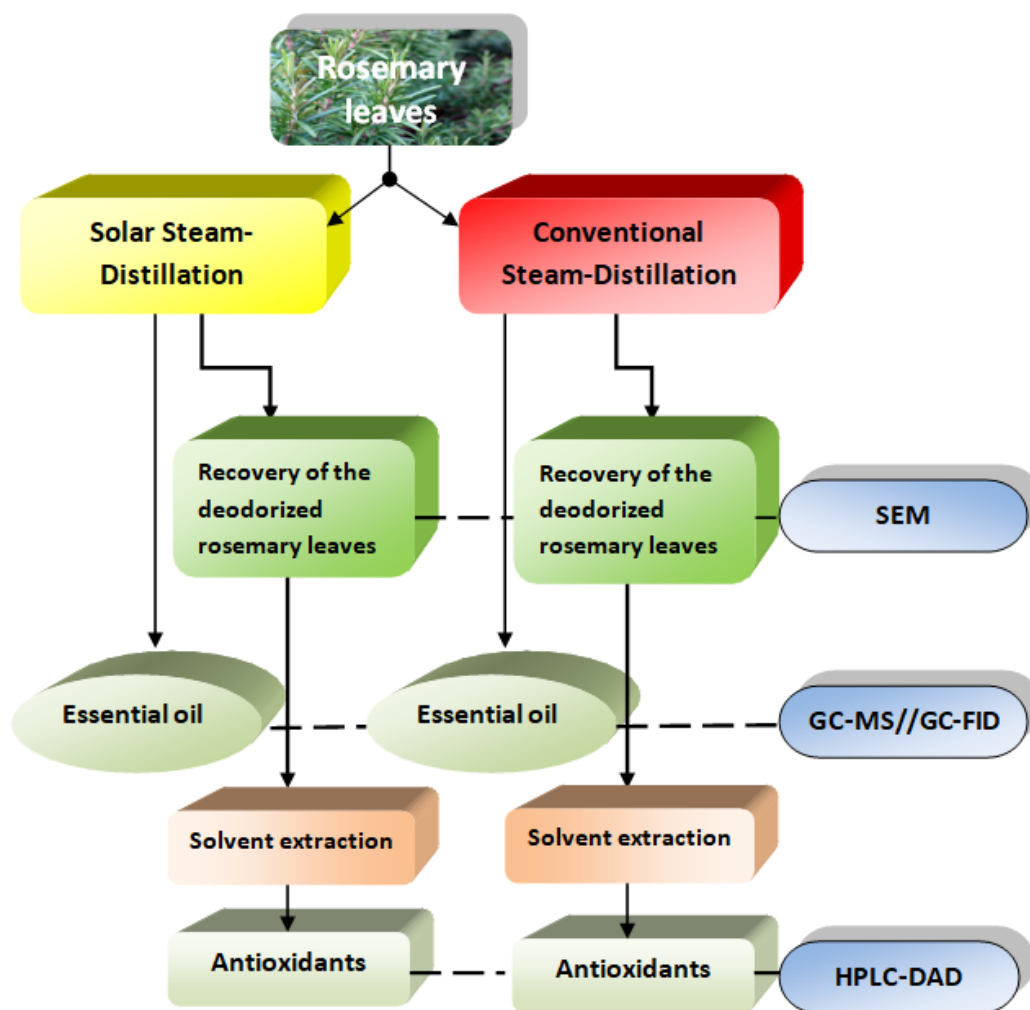 Rosemary
leaves
Solar Steam-
Distillation
Conventional
Steam-Distillation
Recovery of the
deodorized
rosemary leaves
Recovery of the
deodorized
rosemary leaves
SEM
Essential oil
Essential oil
GC-MS//GC-FID
Solvent extraction
Solvent extraction
Antioxidants
Antioxidants
HPLC-DAD